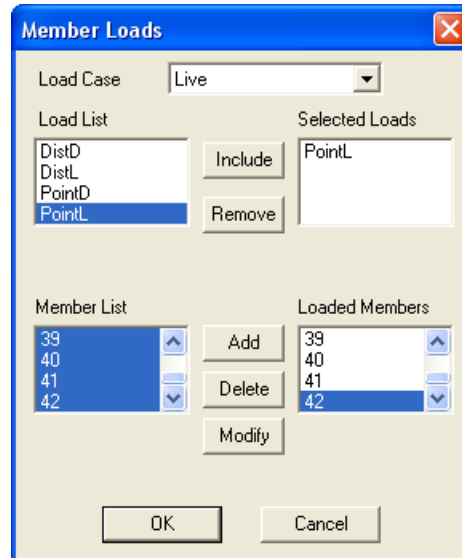 Member Loads
Load Case
Live
Load List
Selected Loads
DistD
DistL
PointD
PointL
Include
Remove
PointL
Member List
Loaded Members
39
40
41
42
Add
Delete
Modify
39
40
41
42
OK
Cancel